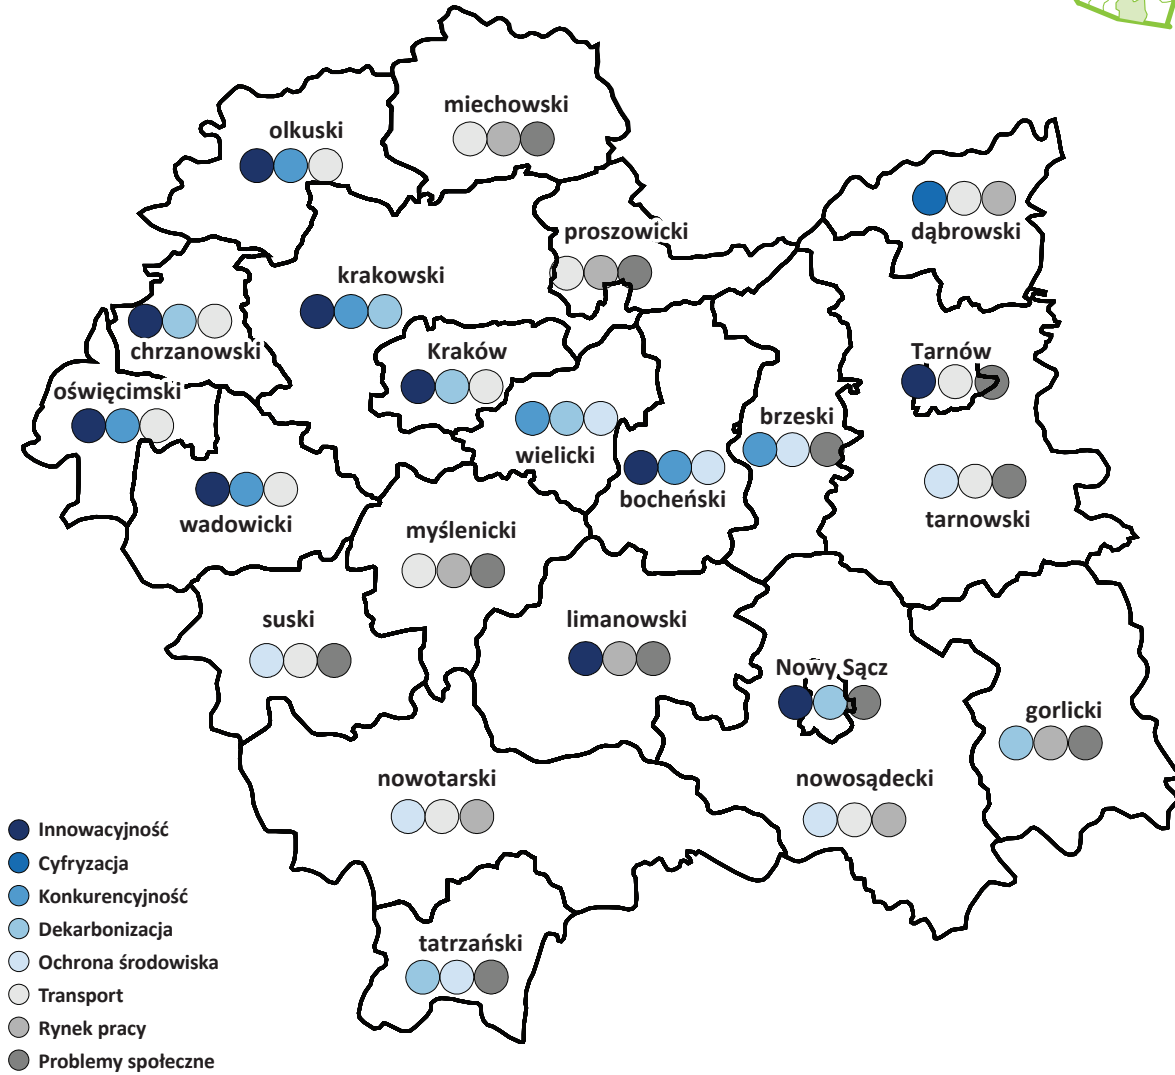 miechowski
olkuski
dąbrowski
proszowicki
krakowski
chrzanowski
Kraków
Tarnów
oświęcimski
brzeski
wielicki
bocheński
wadowicki
tarnowski
myślenicki
suski
limanowski
Nowy Sącz
gorlicki
nowotarski
nowosądecki
tatrzański
Innowacyjność
Cyfryzacja
Konkurencyjność
Dekarbonizacja
Ochrona środowiska
Transport
Rynek pracy
Problemy społeczne